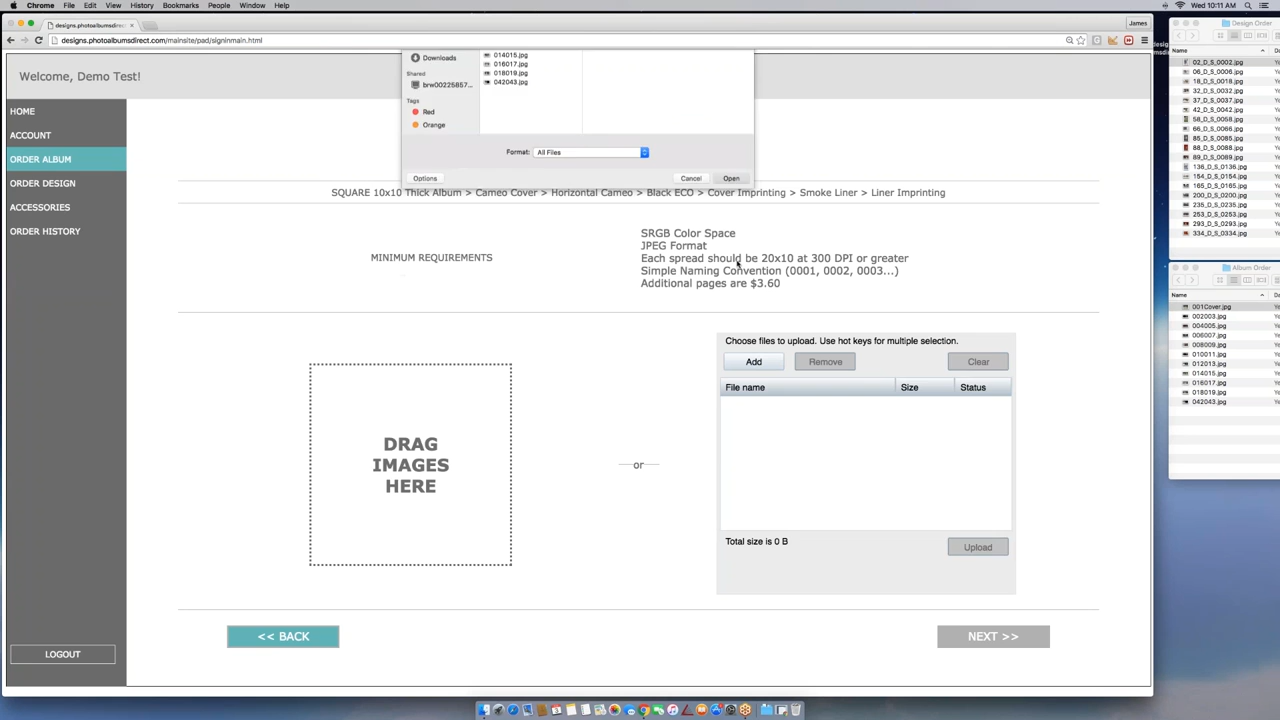 Chrome File Edit View History Bookmarks People Window Help
Wed 10:11 AM
designs.photoalbumsdirect.com
James
designs.photoalbumsdirect.com/mainsite/pad/signinmain.html
Welcome, Demo Test!
HOME
ACCOUNT
ORDER ALBUM
ORDER DESIGN
ACCESSORIES
ORDER HISTORY
LOGOUT
Downloads
Shared
brw00225857...
Tags
Red
Orange
014015.jpg
016017.jpg
018019.jpg
042043.jpg
Format: All Files
Options
Cancel
Open
SQUARE 10x10 Thick Album > Cameo Cover > Horizontal Cameo > Black ECO > Cover Imprinting > Smoke Liner > Liner Imprinting
MINIMUM REQUIREMENTS
SRGB Color Space
JPEG Format
Each spread should be 20x10 at 300 DPI or greater
Simple Naming Convention (0001, 0002, 0003...)
Additional pages are $3.60
DRAG
IMAGES
HERE
or
Choose files to upload. Use hot keys for multiple selection.
Add
Remove
Clear
File name
Size
Status
Total size is 0 B
Upload
<< BACK
NEXT >>
Design Order
Name
02_D_S_0002.jpg
06_D_S_0006.jpg
18_D_S_0018.jpg
32_D_S_0032.jpg
37_D_S_0037.jpg
42_D_S_0042.jpg
58_D_S_0058.jpg
66_D_S_0066.jpg
85_D_S_0085.jpg
88_D_S_0088.jpg
89_D_S_0089.jpg
136_D_S_0136.jpg
154_D_S_0154.jpg
165_D_S_0165.jpg
200_D_S_0200.jpg
235_D_S_0235.jpg
253_D_S_0253.jpg
293_D_S_0293.jpg
334_D_S_0334.jpg
Album Order
Name
001Cover.jpg
002003.jpg
004005.jpg
006007.jpg
008009.jpg
010011.jpg
012013.jpg
014015.jpg
016017.jpg
018019.jpg
042043.jpg